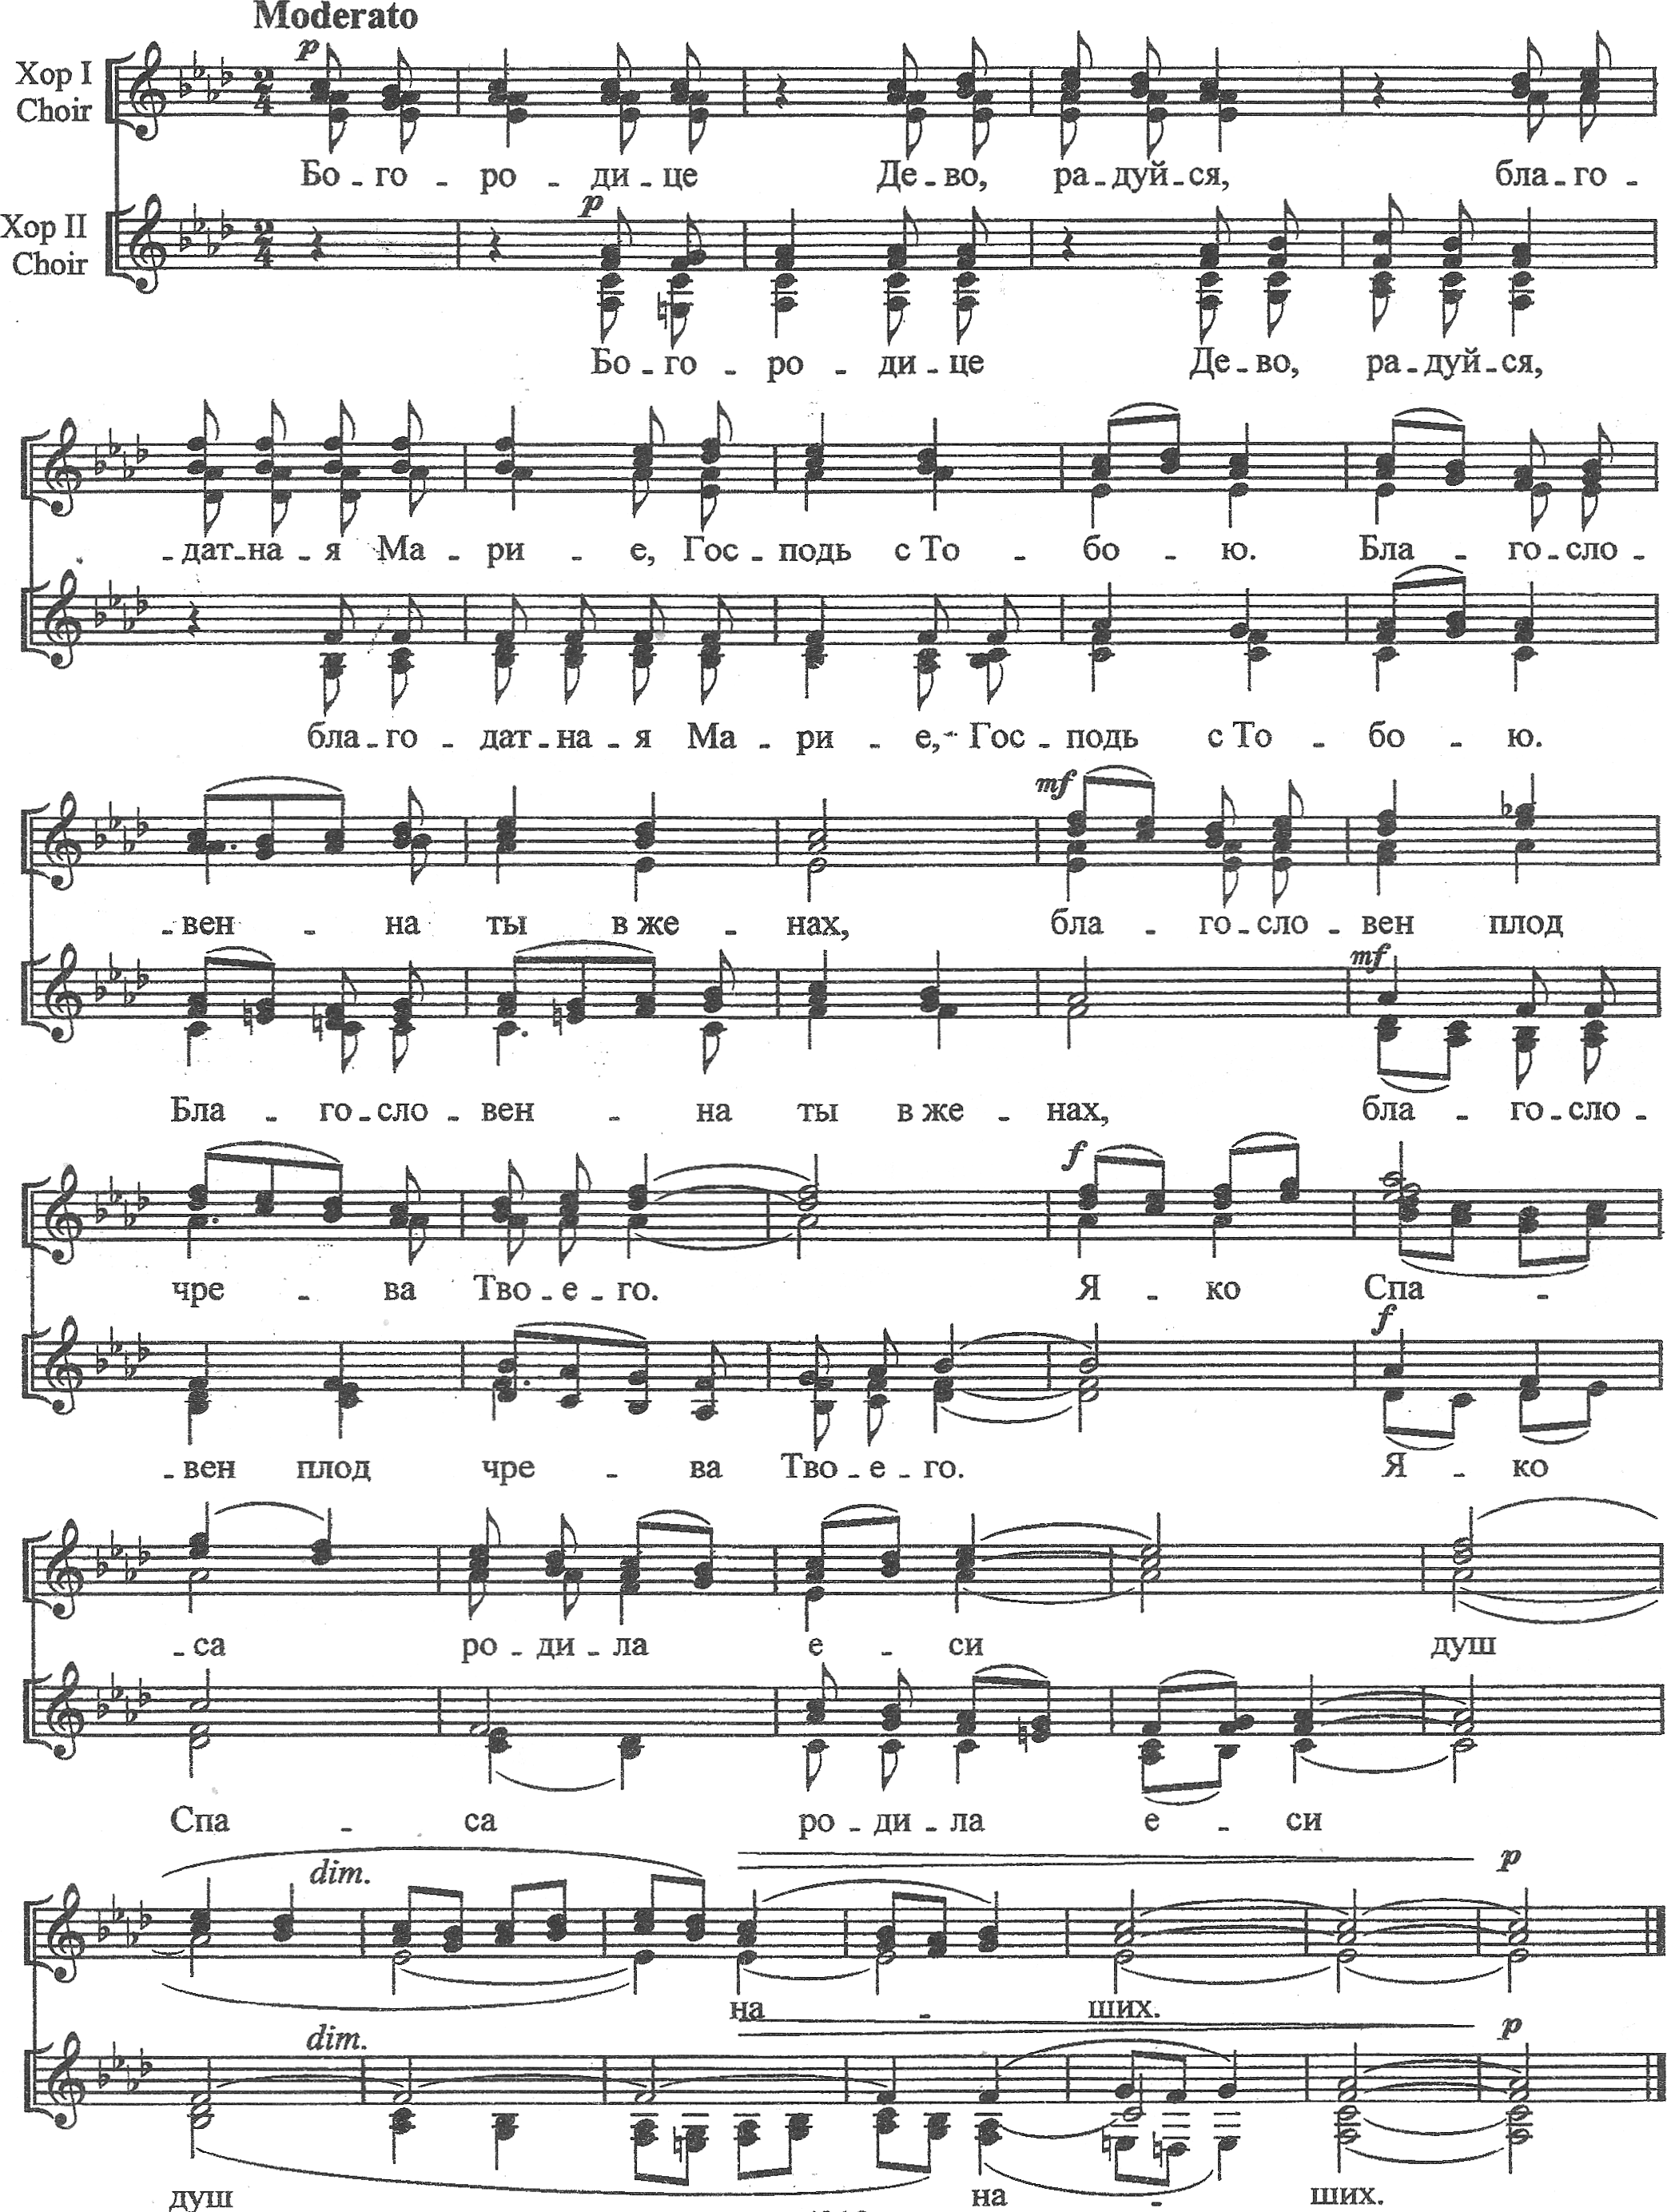 Moderato
p
Хор I
Choir
2
4
Бо - го - ро - ди - це Де - во, ра - дуй - ся, бла - го -
p
Хор II
Choir
2
4
Бо - го - ро - ди - це Де - во, ра - дуй - ся,
- дат - на - я Ма - ри - е, Гос - подь с То - бо - ю. Бла - го - сло -
бла - го - дат - на - я Ма - ри - е, Гос - подь с То - бо - ю.
mf
- вен - на ты в же - нах, бла - го - сло - вен плод
mf
Бла - го - сло - вен - на ты в же - нах, бла - го - сло -
f
чре - ва Тво - е - го. Я - ко Спа -
f
- вен плод чре - ва Тво - е - го. Я - ко
- са ро - ди - ла е - си душ
Спа - са ро - ди - ла е - си
dim. p
на - ших.
dim. p
душ на - ших.